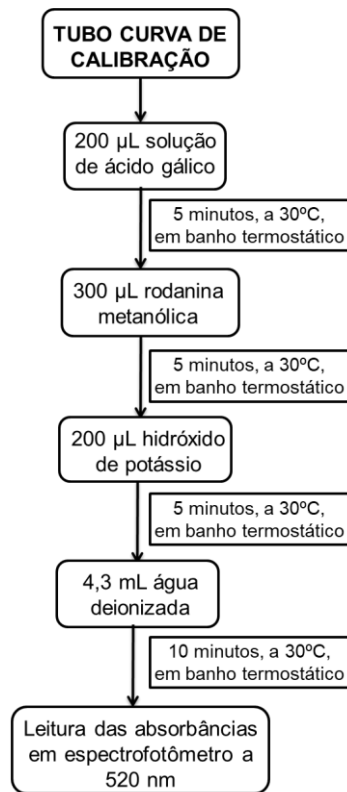 TUBO CURVA DE
CALIBRAÇÃO
200 µL solução
de ácido gálico
5 minutos, a 30ºC,
em banho termostático
300 µL rodanina
metanólica
5 minutos, a 30ºC,
em banho termostático
200 µL hidróxido
de potássio
5 minutos, a 30ºC,
em banho termostático
4,3 mL água
deionizada
10 minutos, a 30ºC,
em banho termostático
Leitura das absorbâncias
em espectrofotômetro a
520 nm